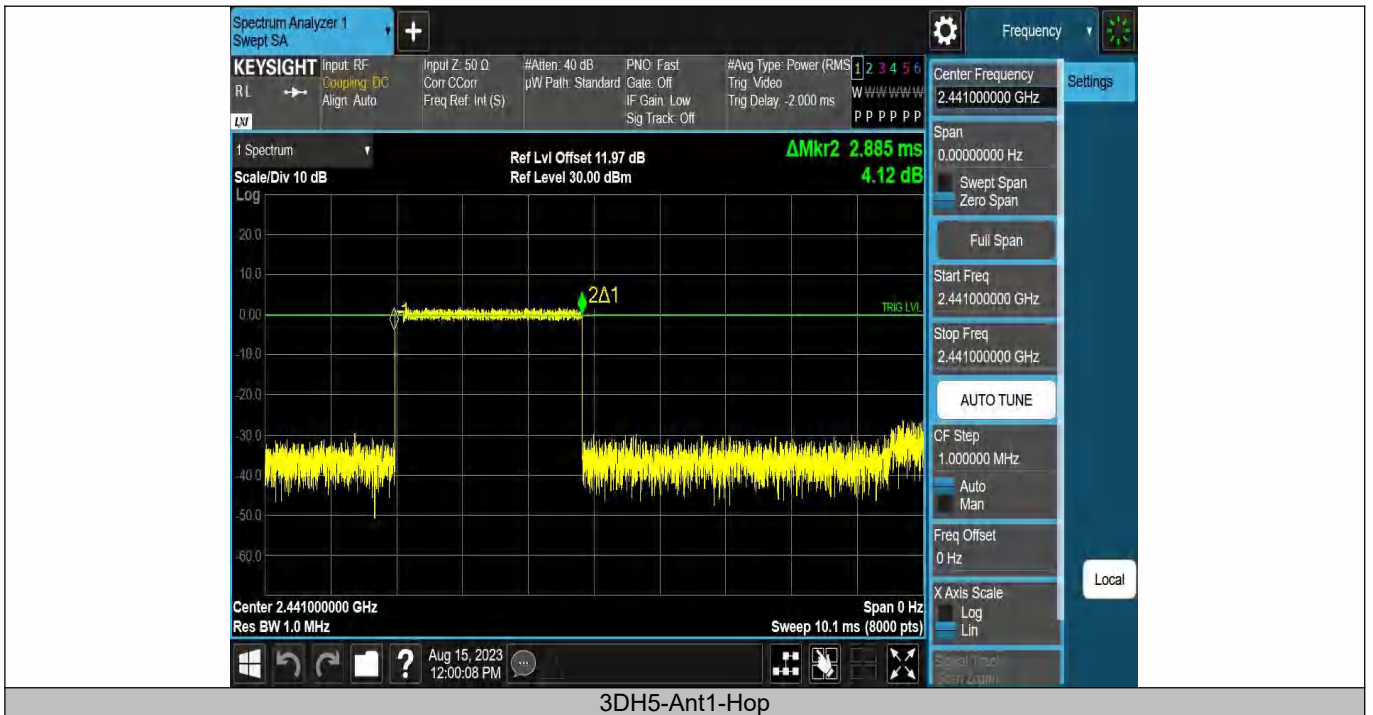 Spectrum Analyzer 1
Swept SA
+
Frequency
KEYSIGHT
RL
LXI
Input: RF
Coupling: DC
Align: Auto
Input Z: 50 Ω
Corr CCorr
Freq Ref: Int (S)
#Atten: 40 dB
µW Path: Standard
PNO: Fast
Gate: Off
IF Gain: Low
Sig Track: Off
#Avg Type: Power (RMS
Trig: Video
Trig Delay: -2.000 ms
1 2 3 4 5 6
W W W W W W
P P P P P P
1 Spectrum
Scale/Div 10 dB
Log
Ref Lvl Offset 11.97 dB
Ref Level 30.00 dBm
ΔMkr2 2.885 ms
4.12 dB
20.0
10.0
0.00
-10.0
-20.0
-30.0
-40.0
-50.0
-60.0
1
2Δ1
TRIG LVL
Center 2.441000000 GHz
Res BW 1.0 MHz
Span 0 Hz
Sweep 10.1 ms (8000 pts)
Center Frequency
2.441000000 GHz
Settings
Span
0.00000000 Hz
Swept Span
Zero Span
Full Span
Start Freq
2.441000000 GHz
Stop Freq
2.441000000 GHz
AUTO TUNE
CF Step
1.000000 MHz
Auto
Man
Freq Offset
0 Hz
X Axis Scale
Log
Lin
Signal Track
(Span Zoom)
Local
?
Aug 15, 2023
12:00:08 PM
3DH5-Ant1-Hop